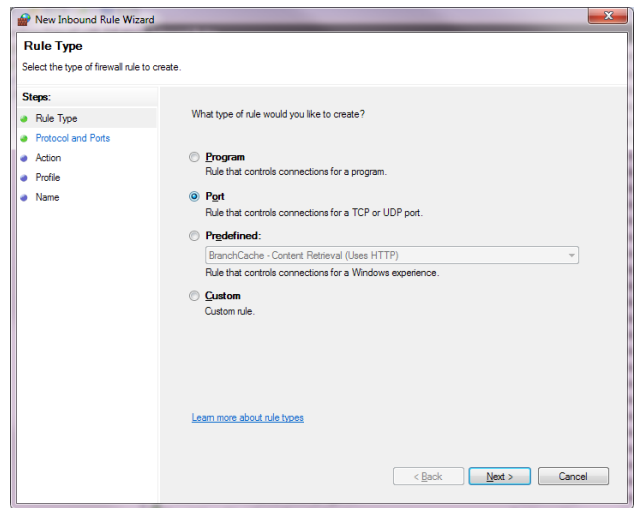 New Inbound Rule Wizard
Rule Type
Select the type of firewall rule to create.
Steps:
Rule Type
Protocol and Ports
Action
Profile
Name
What type of rule would you like to create?
Program
Rule that controls connections for a program.
Port
Rule that controls connections for a TCP or UDP port.
Predefined:
BranchCache - Content Retrieval (Uses HTTP)
Rule that controls connections for a Windows experience.
Custom
Custom rule.
Learn more about rule types
< Back
Next >
Cancel